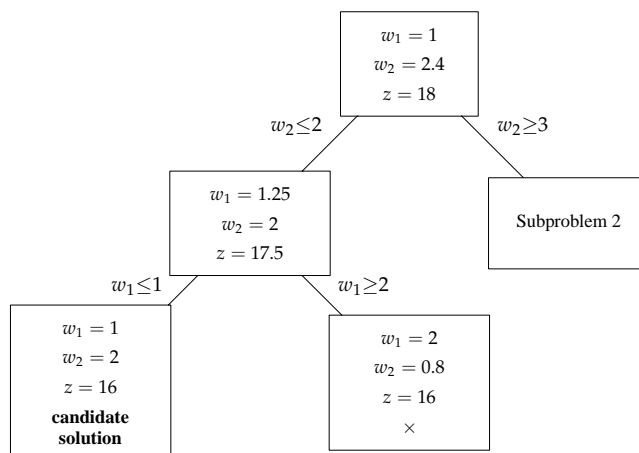 w₁ = 1
w₂ = 2.4
z = 18
w₂≤2
w₂≥3
w₁ = 1.25
w₂ = 2
z = 17.5
Subproblem 2
w₁≤1
w₁≥2
w₁ = 1
w₂ = 2
z = 16
candidate
solution
w₁ = 2
w₂ = 0.8
z = 16
×